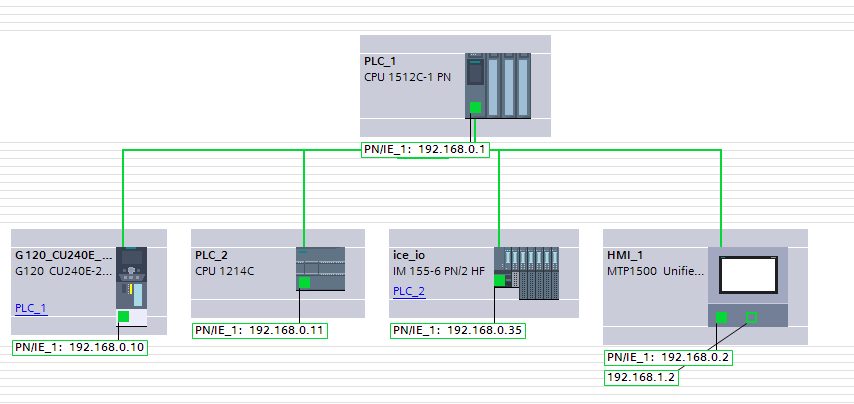 PLC_1
CPU 1512C-1 PN
PN/IE_1: 192.168.0.1
G120_CU240E_...
G120 CU240E-2...
PLC_1
PN/IE_1: 192.168.0.10
PLC_2
CPU 1214C
PN/IE_1: 192.168.0.11
ice_io
IM 155-6 PN/2 HF
PLC_2
PN/IE_1: 192.168.0.35
HMI_1
MTP1500 Unifie...
PN/IE_1: 192.168.0.2
192.168.1.2